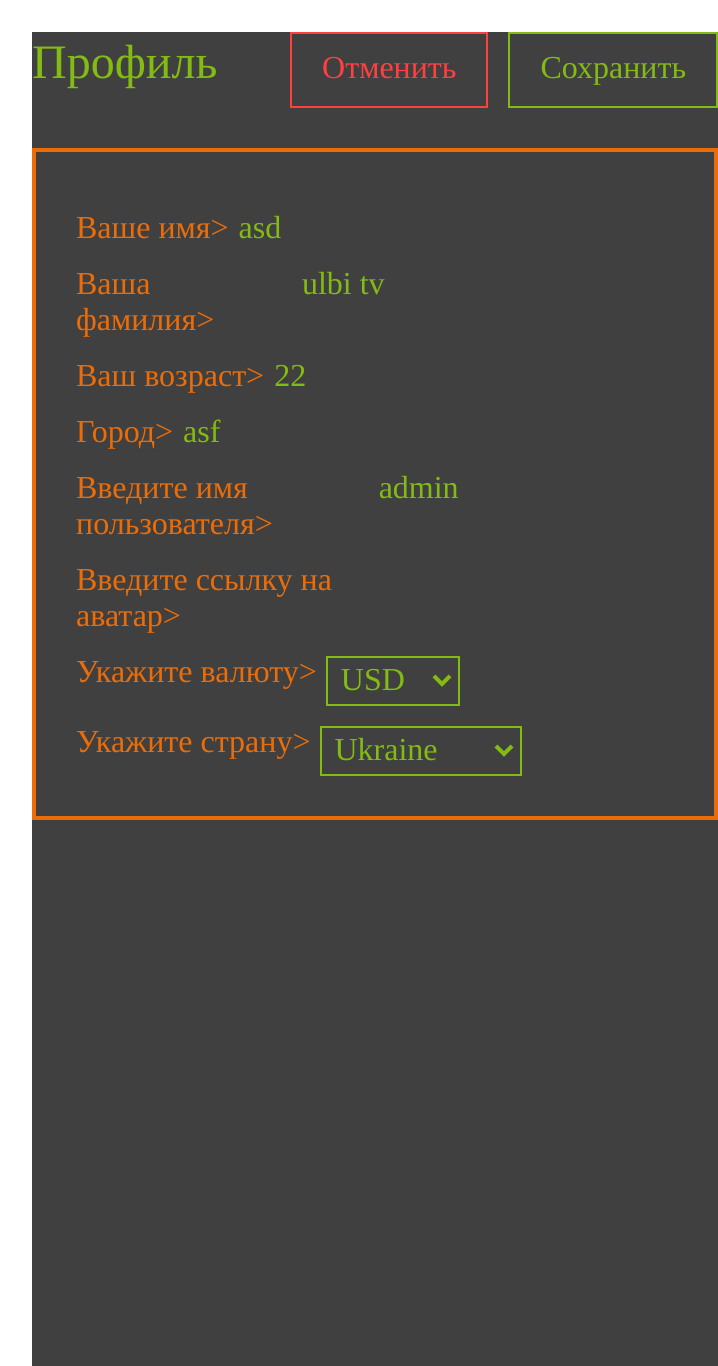 Профиль Отменить Сохранить
Ваше имя> asd
Ваша ulbi tv
фамилия>
Ваш возраст> 22
Город> asf
Введите имя admin
пользователя>
Введите ссылку на
аватар>
Укажите валюту> USD
Укажите страну> Ukraine